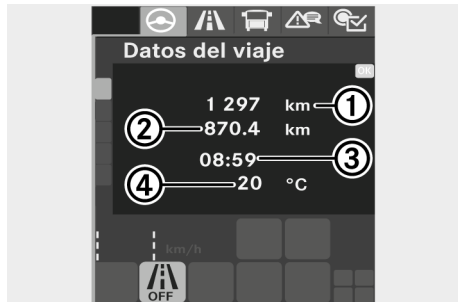 Datos del viaje
OK
1 297 km ①
② 870.4 km
08:59 ③
④ 20 °C
km/h
OFF